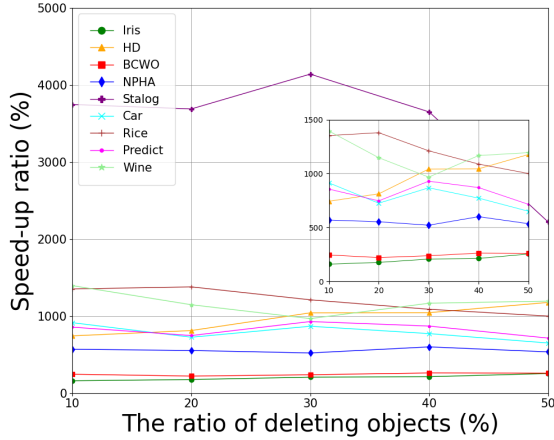 Speed-up ratio (%)
5000
4000
3000
2000
1000
0
Iris
HD
BCWO
NPHA
Stalog
Car
Rice
Predict
Wine
1500
1000
500
0
10 20 30 40 50
10 20 30 40 50
The ratio of deleting objects (%)